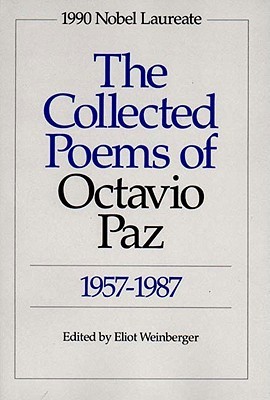 1990 Nobel Laureate
The
Collected
Poems of
Octavio
Paz
1957-1987
Edited by Eliot Weinberger